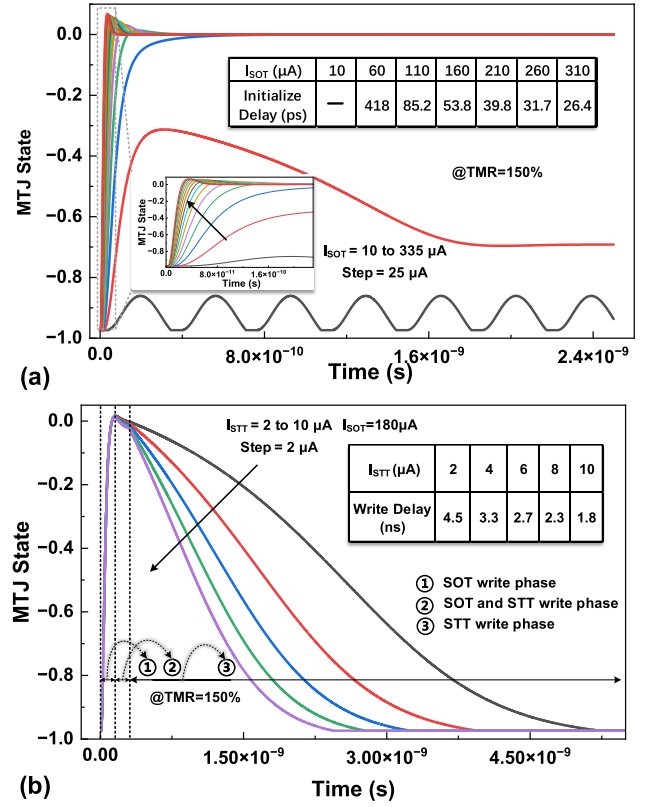 0.0
−0.2
−0.4
−0.6
−0.8
−1.0
MTJ State
I_SOT (μA) 10 60 110 160 210 260 310
Initialize
Delay (ps) — 418 85.2 53.8 39.8 31.7 26.4
@TMR=150%
0.0
−0.2
−0.4
−0.6
−0.8
MTJ State
0.0 8.0×10⁻¹¹ 1.6×10⁻¹⁰
Time (s)
I_SOT = 10 to 335 μA
Step = 25 μA
0.0 8.0×10⁻¹⁰ 1.6×10⁻⁹ 2.4×10⁻⁹
Time (s)
(a)
0.0
−0.2
−0.4
−0.6
−0.8
−1.0
MTJ State
I_STT = 2 to 10 μA I_SOT=180μA
Step = 2 μA
I_STT (μA) 2 4 6 8 10
Write Delay
(ns) 4.5 3.3 2.7 2.3 1.8
① SOT write phase
② SOT and STT write phase
③ STT write phase
① ② ③
@TMR=150%
0.00 1.50×10⁻⁹ 3.00×10⁻⁹ 4.50×10⁻⁹
Time (s)
(b)